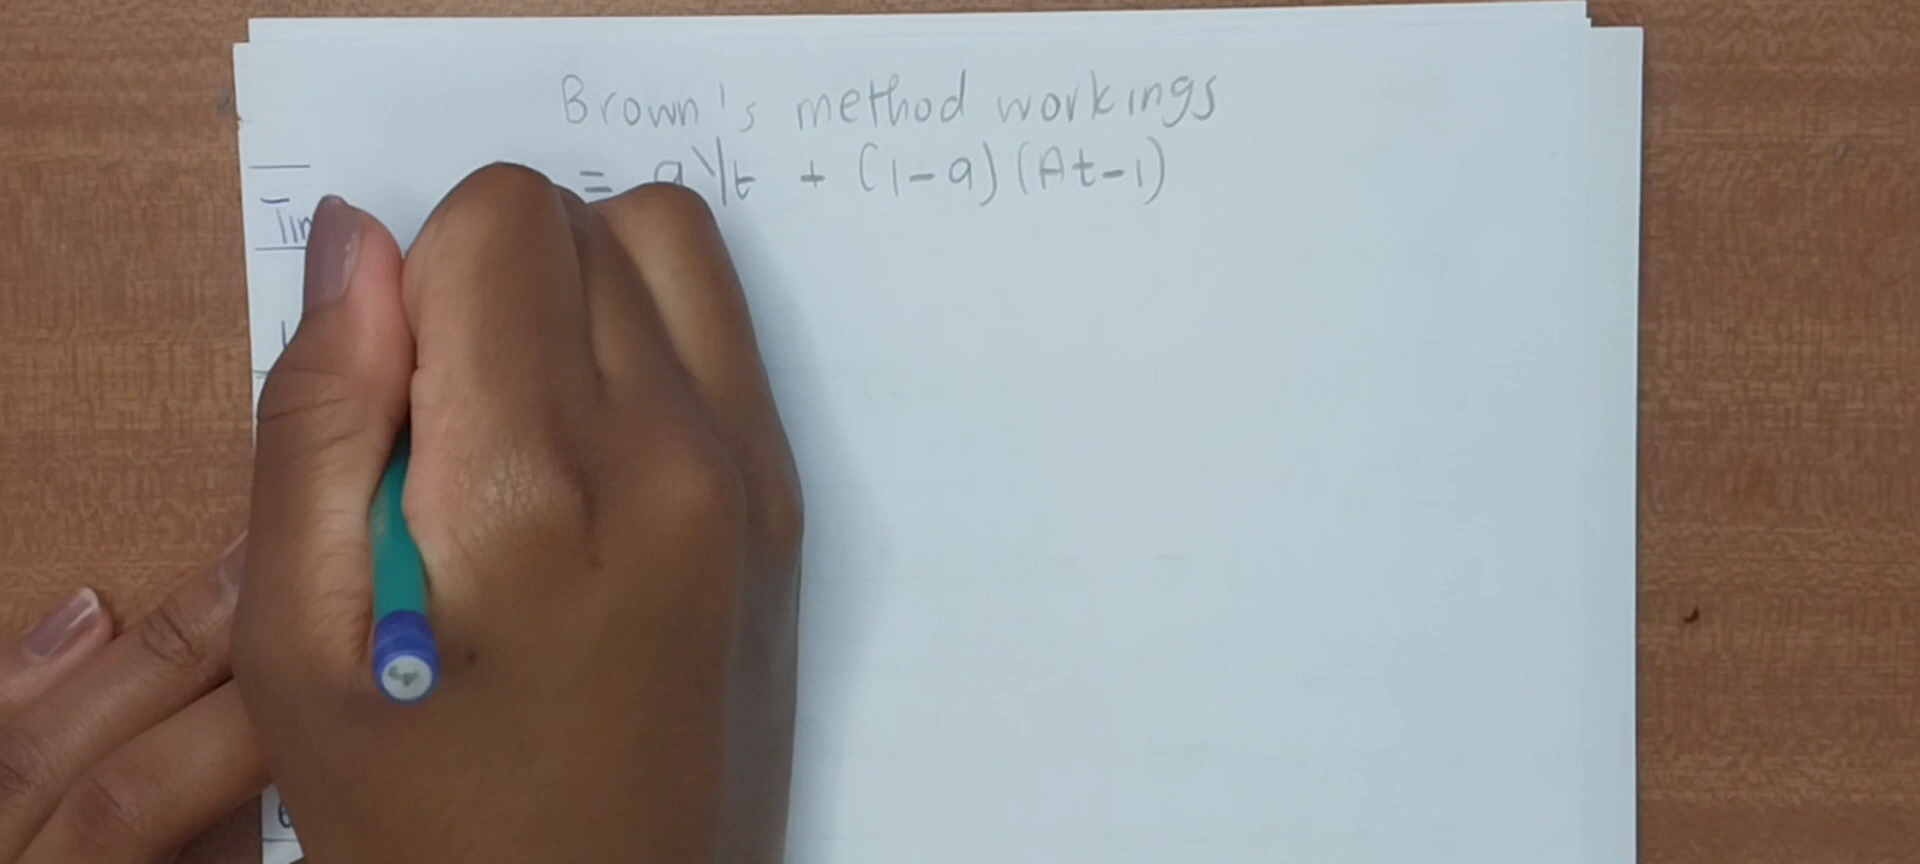 Brown's method workings
= aYt + (1-a)(At-1)